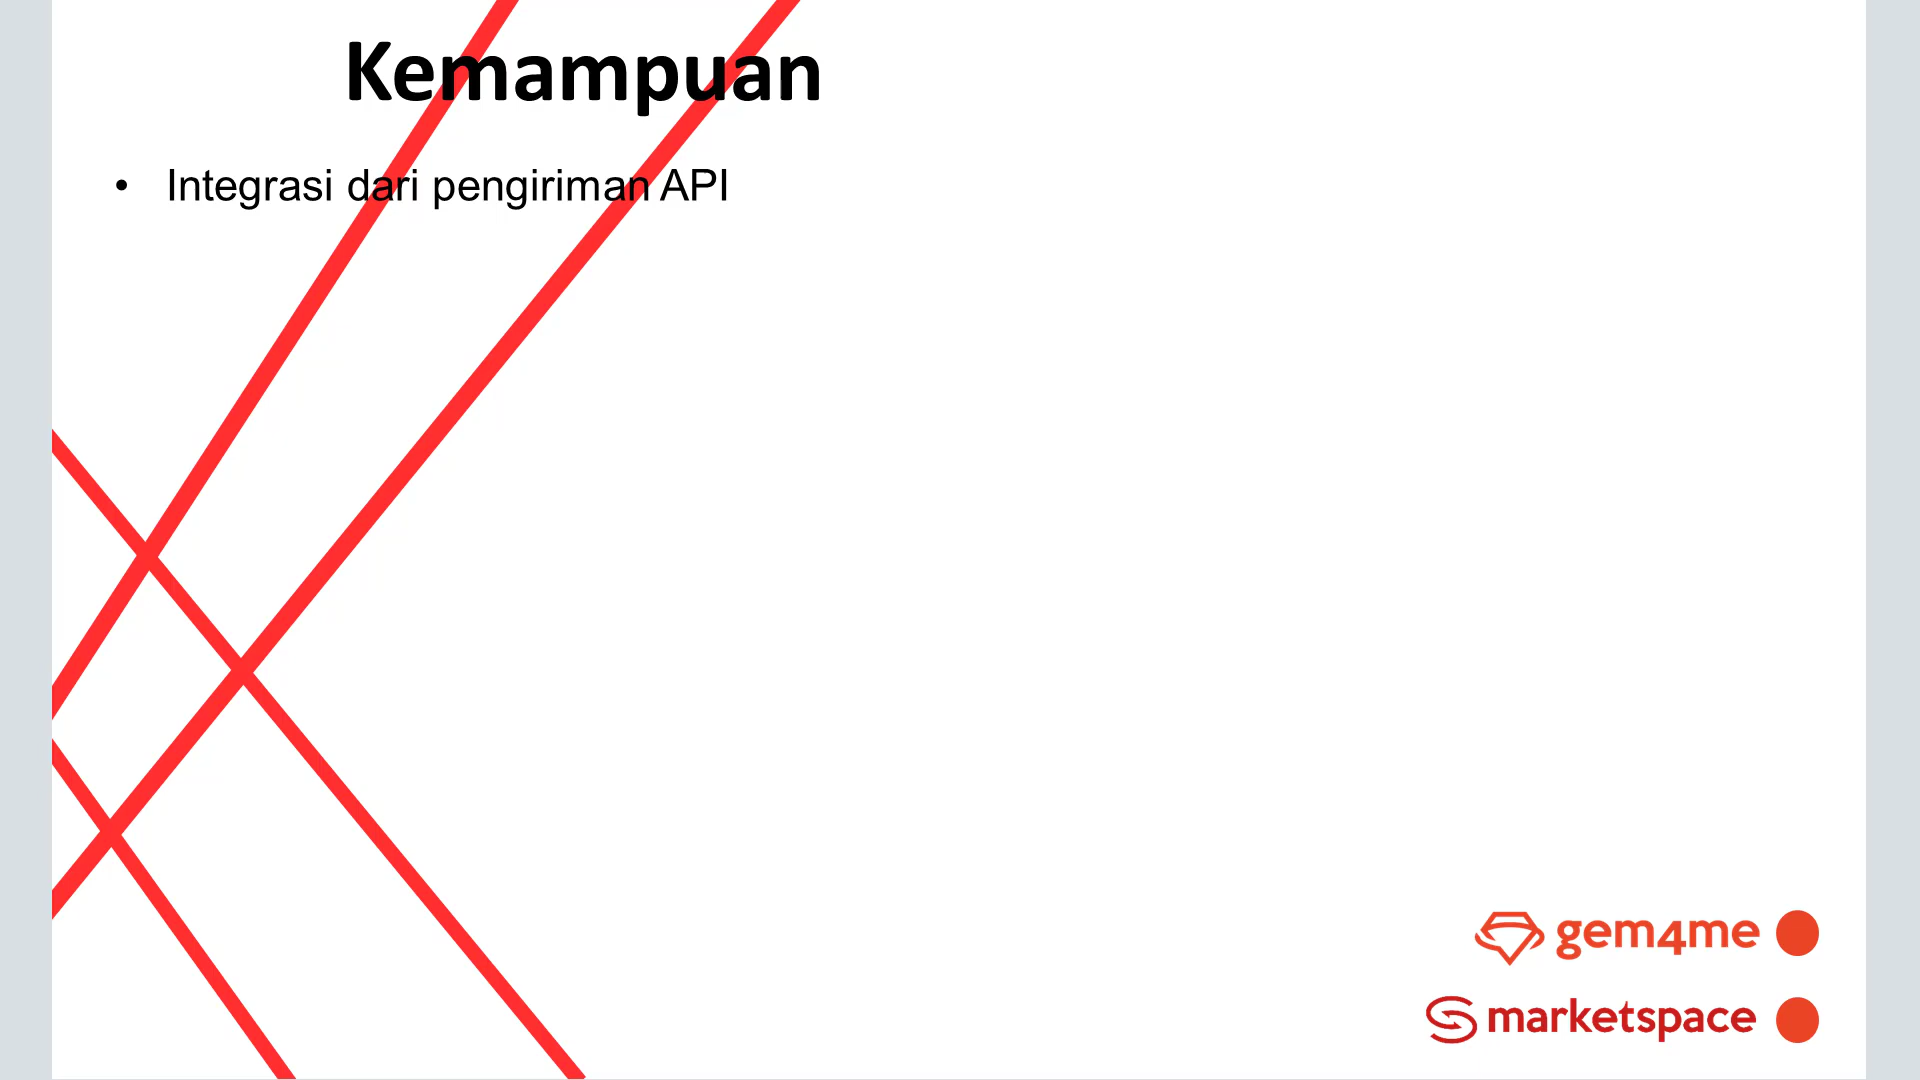 Kemampuan
• Integrasi dari pengiriman API
gem4me
marketspace